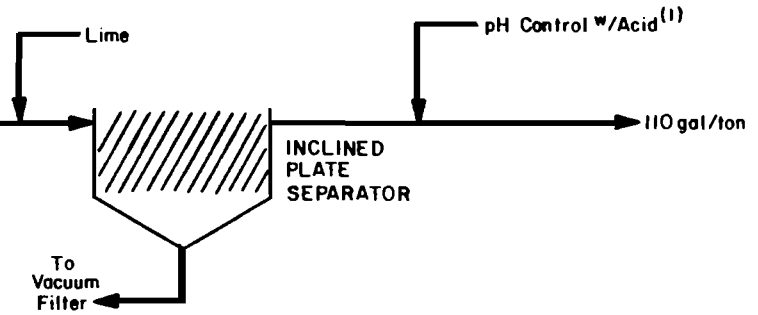 Lime
pH Control w/Acid(1)
110 gal/ton
INCLINED
PLATE
SEPARATOR
To
Vacuum
Filter